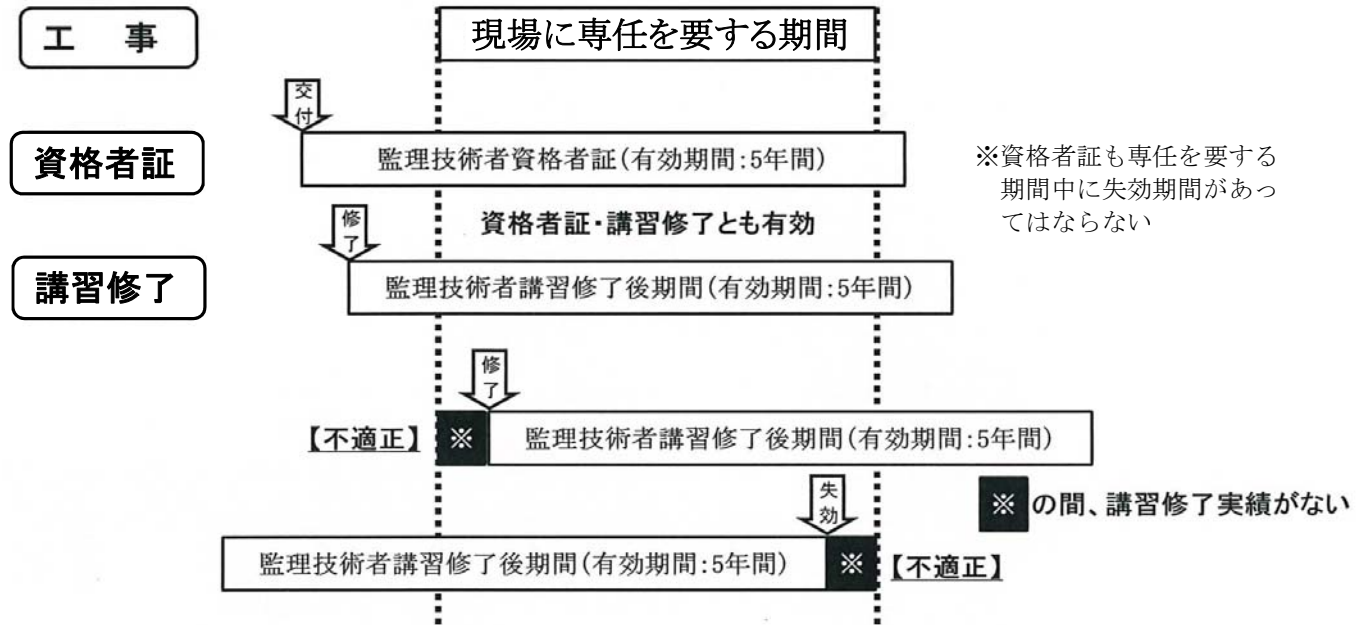 工 事
現場に専任を要する期間
交付
資格者証
監理技術者資格者証(有効期間:5年間)
※資格者証も専任を要する
期間中に失効期間があっ
てはならない
修了
資格者証・講習修了とも有効
講習修了
監理技術者講習修了後期間(有効期間:5年間)
修了
【不適正】 ※ 監理技術者講習修了後期間(有効期間:5年間)
失効
※ の間、講習修了実績がない
監理技術者講習修了後期間(有効期間:5年間) ※ 【不適正】